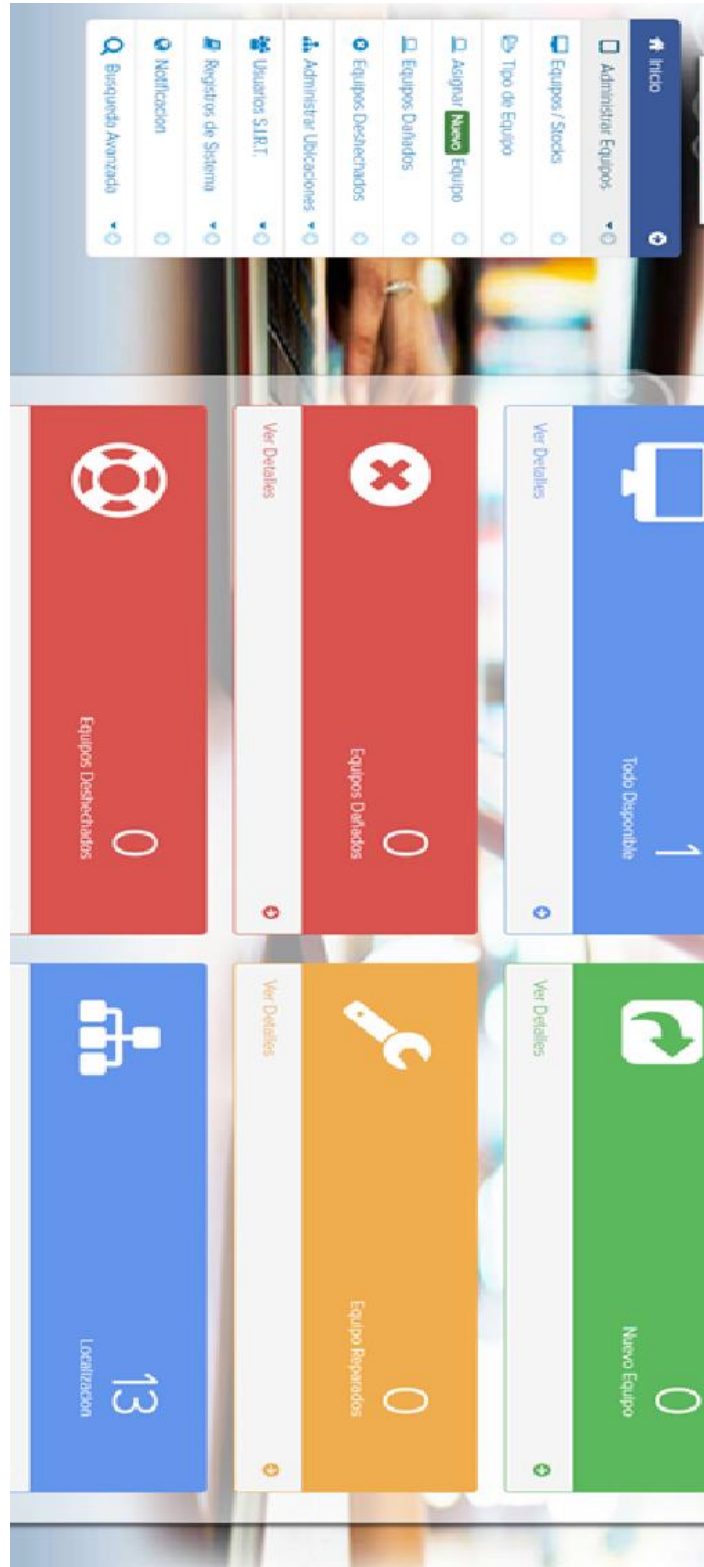 Inicio
Administrar Equipos
Equipos / Stocks
Tipo de Equipo
Asignar Nuevo Equipo
Equipos Dañados
Equipos Deshechados
Administrar Ubicaciones
Usuarios S.I.R.T.
Registros de Sistema
Notificacion
Busqueda Avanzada
1
Todo Disponible
Ver Detalles
0
Nuevo Equipo
Ver Detalles
0
Equipos Dañados
Ver Detalles
0
Equipo Reparados
Ver Detalles
0
Equipos Deshechados
13
Localizacion